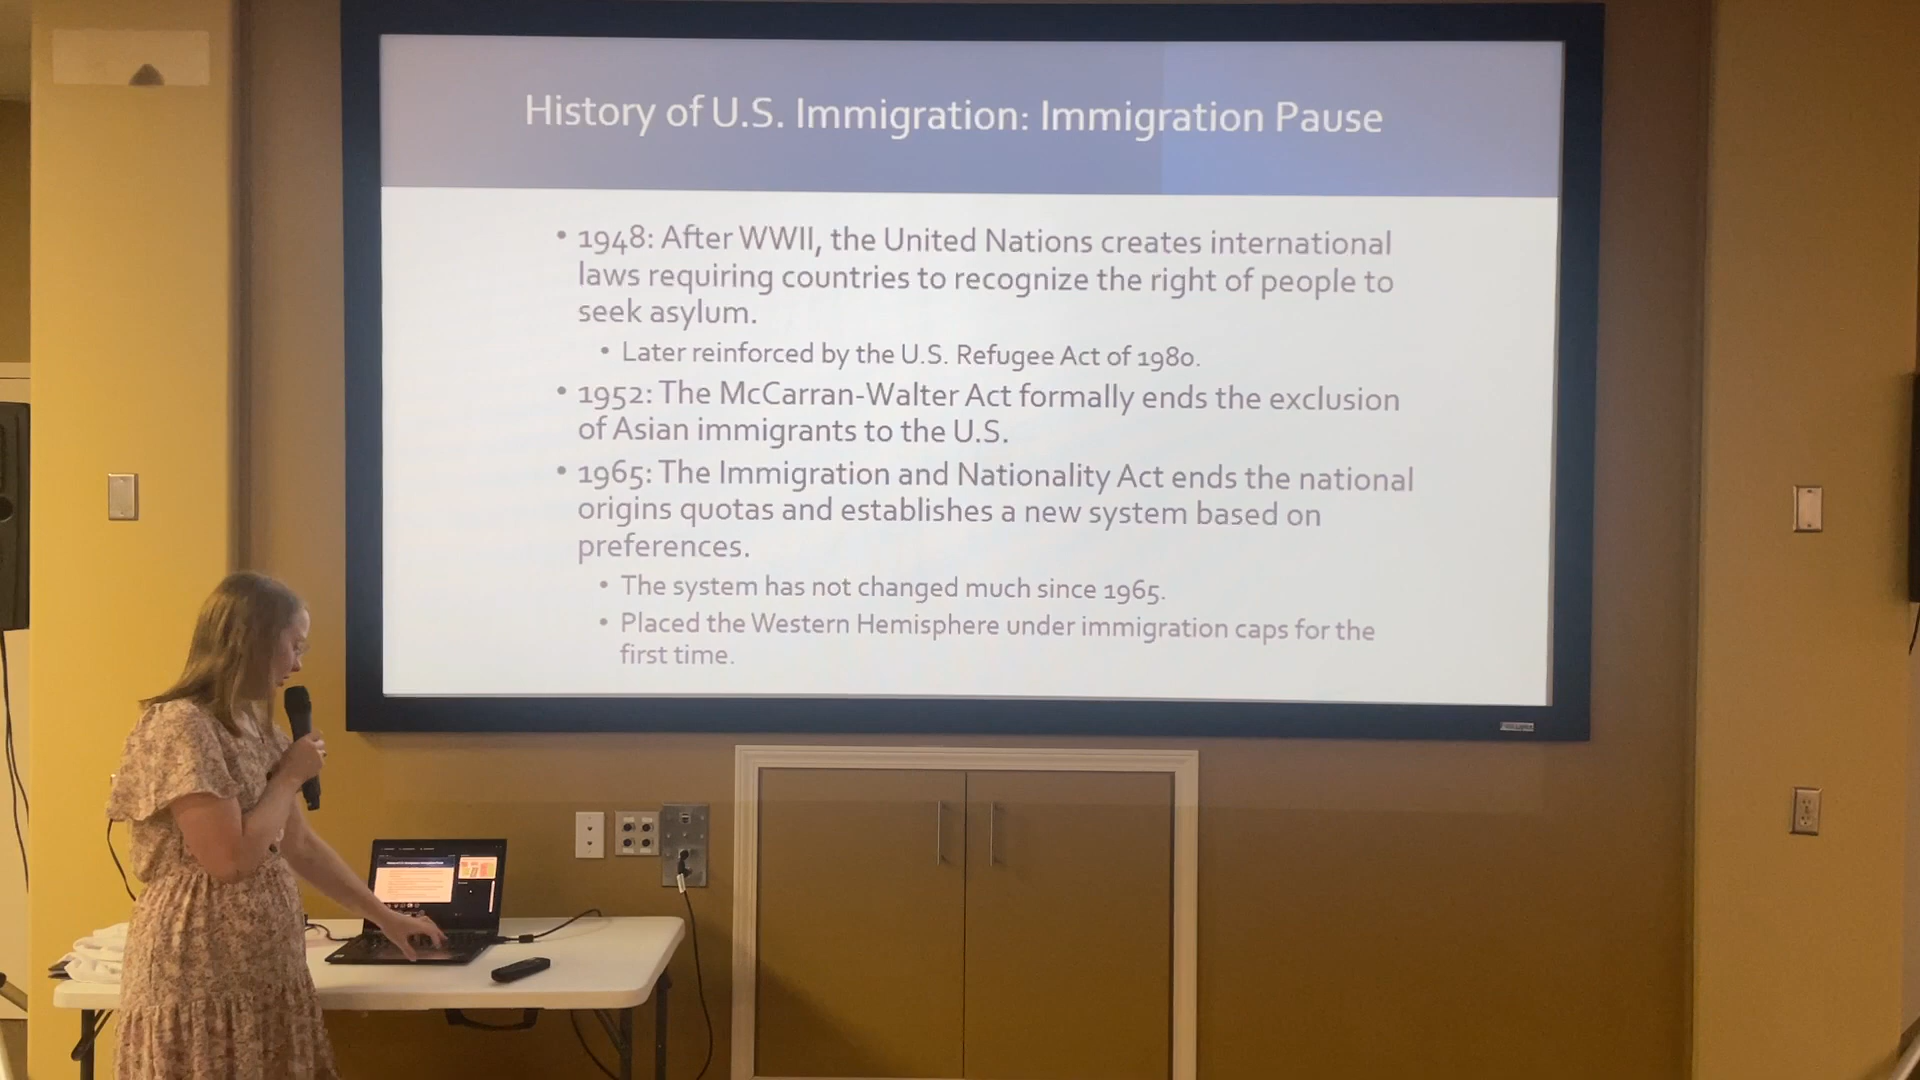 History of U.S. Immigration: Immigration Pause
• 1948: After WWII, the United Nations creates international
laws requiring countries to recognize the right of people to
seek asylum.
• Later reinforced by the U.S. Refugee Act of 1980.
• 1952: The McCarran-Walter Act formally ends the exclusion
of Asian immigrants to the U.S.
• 1965: The Immigration and Nationality Act ends the national
origins quotas and establishes a new system based on
preferences.
• The system has not changed much since 1965.
• Placed the Western Hemisphere under immigration caps for the
first time.